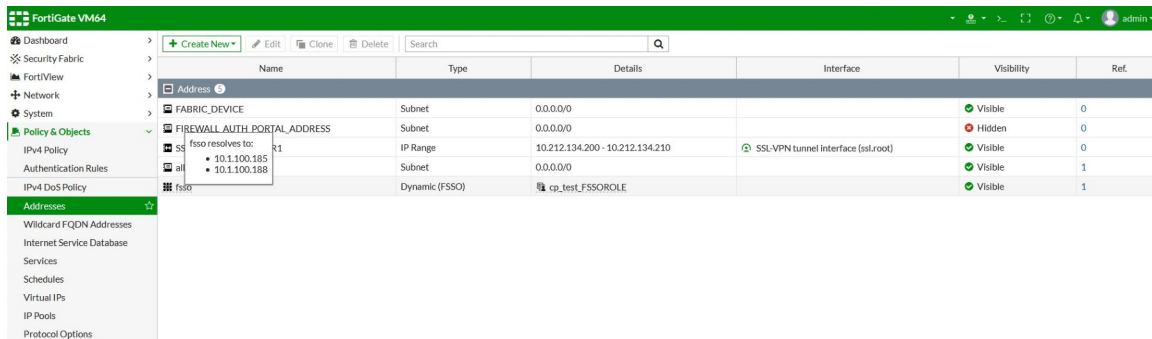 FortiGate VM64
admin
Dashboard
Security Fabric
FortiView
Network
System
Policy & Objects
IPv4 Policy
Authentication Rules
IPv4 DoS Policy
Addresses
Wildcard FQDN Addresses
Internet Service Database
Services
Schedules
Virtual IPs
IP Pools
Protocol Options
+ Create New Edit Clone Delete Search
Name Type Details Interface Visibility Ref.
Address 5
FABRIC_DEVICE Subnet 0.0.0.0/0 Visible 0
FIREWALL_AUTH_PORTAL_ADDRESS Subnet 0.0.0.0/0 Hidden 0
SS R1 IP Range 10.212.134.200 - 10.212.134.210 SSL-VPN tunnel interface (ssl.root) Visible 0
all Subnet 0.0.0.0/0 Visible 1
fsso Dynamic (FSSO) cp_test_FSSOROLE Visible 1
fsso resolves to:
• 10.1.100.185
• 10.1.100.188